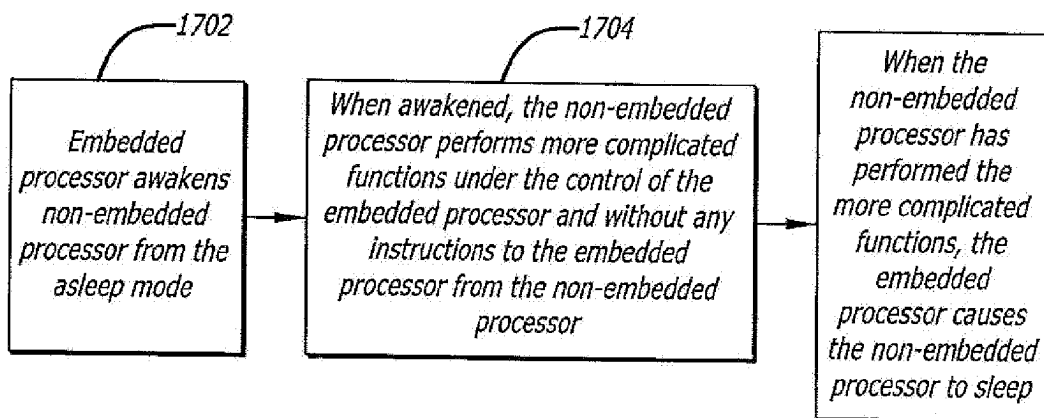 1702
Embedded
processor awakens
non-embedded
processor from the
asleep mode
1704
When awakened, the non-embedded
processor performs more complicated
functions under the control of the
embedded processor and without any
instructions to the embedded
processor from the non-embedded
processor
When the
non-embedded
processor has
performed the
more complicated
functions, the
embedded
processor causes
the non-embedded
processor to sleep